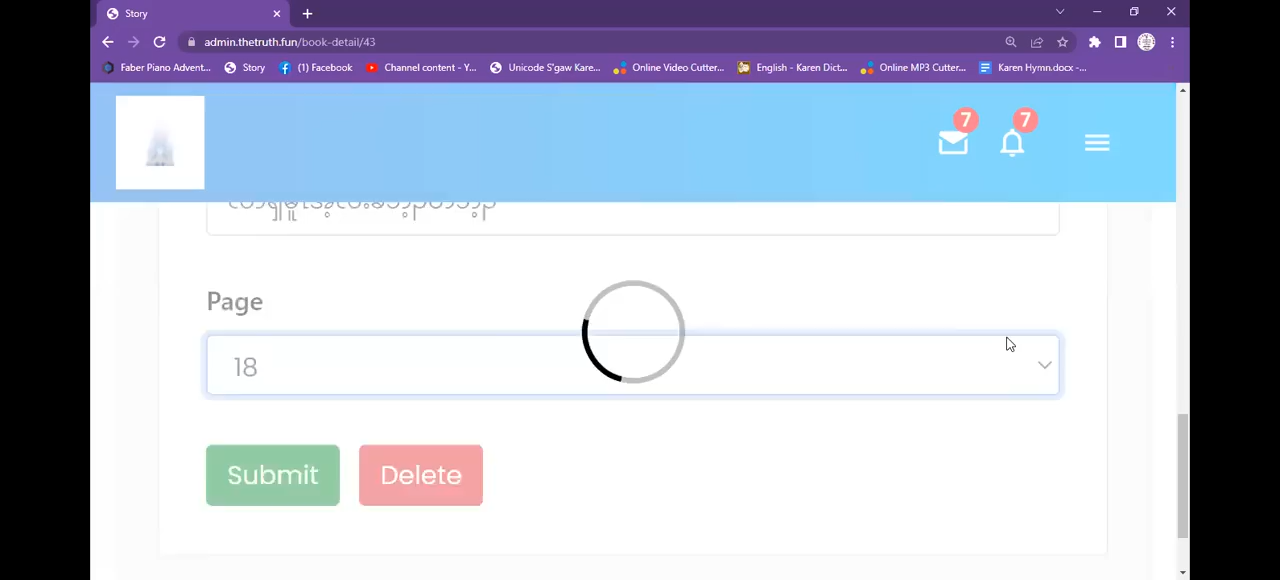 Story
admin.thetruth.fun/book-detail/43
Faber Piano Advent... Story (1) Facebook Channel content - Y... Unicode S'gaw Kare... Online Video Cutter... English - Karen Dict... Online MP3 Cutter... Karen Hymn.docx -...
7 7
Page
18
Submit Delete